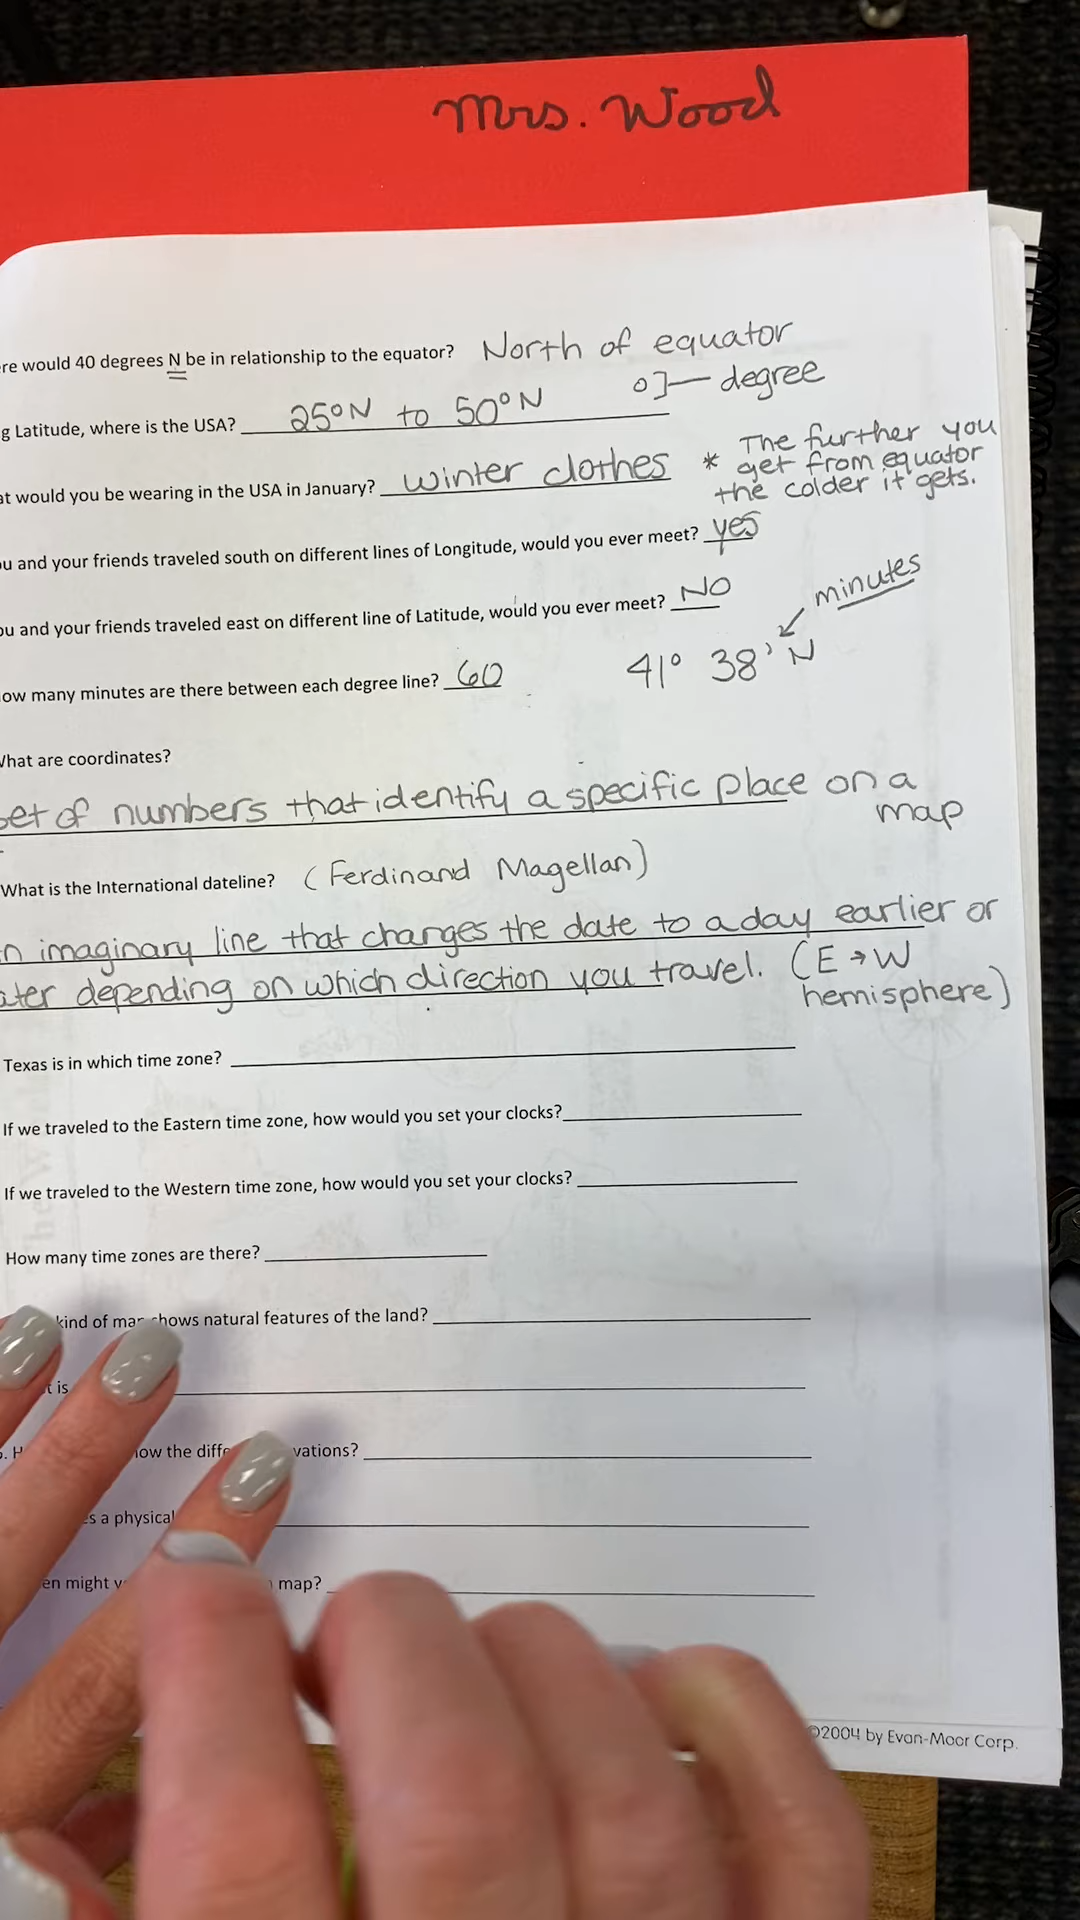 Mrs. Wood
re would 40 degrees N be in relationship to the equator? North of equator
o]— degree
g Latitude, where is the USA? 25°N to 50°N
at would you be wearing in the USA in January? winter clothes * The further you
get from equator
the colder it gets.
ou and your friends traveled south on different lines of Longitude, would you ever meet? yes
ou and your friends traveled east on different line of Latitude, would you ever meet? NO
minutes
ow many minutes are there between each degree line? 60 41° 38' N
What are coordinates?
set of numbers that identify a specific place on a
map
What is the International dateline? (Ferdinand Magellan)
n imaginary line that changes the date to a day earlier or
ater depending on which direction you travel. (E → W
hemisphere)
Texas is in which time zone?
If we traveled to the Eastern time zone, how would you set your clocks?
If we traveled to the Western time zone, how would you set your clocks?
How many time zones are there?
kind of map shows natural features of the land?
t is
. H ow the diffe vations?
es a physical
en might y map?
©2004 by Evan-Moor Corp.